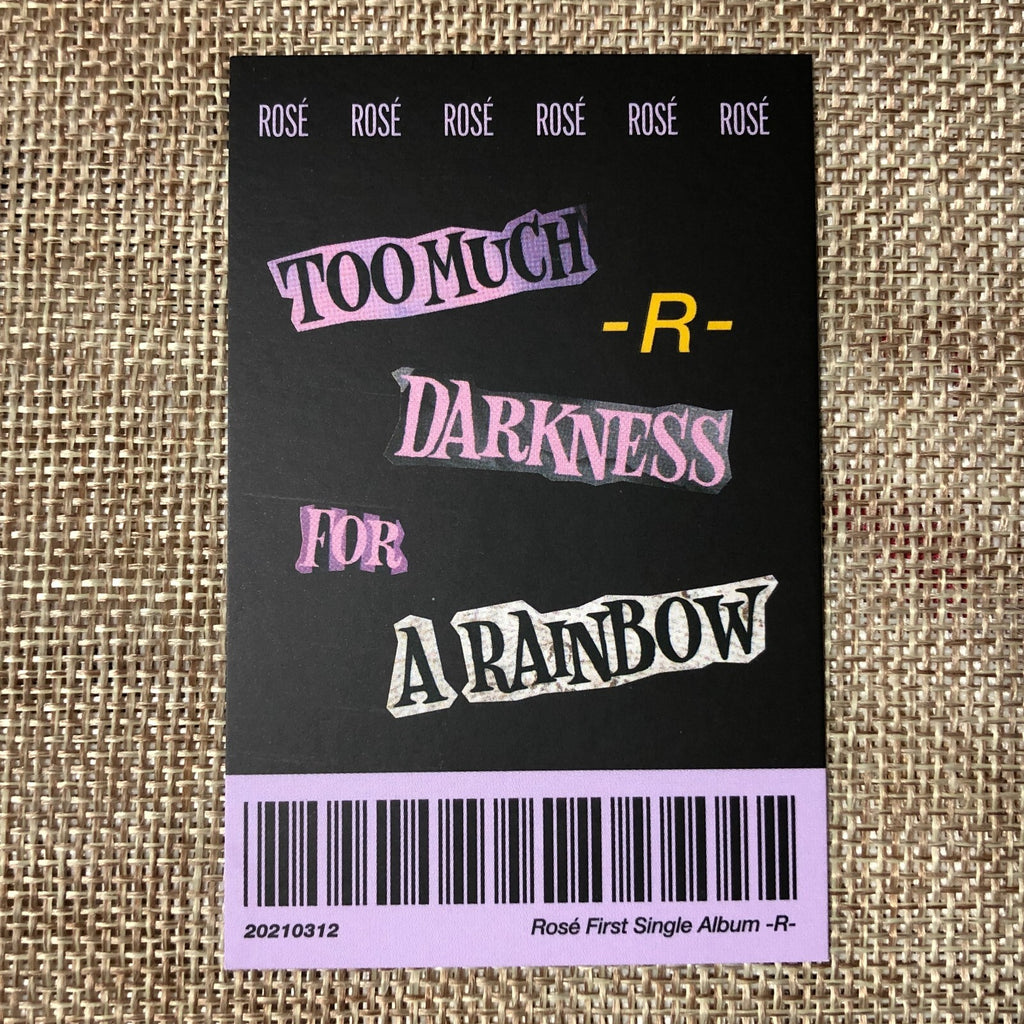 ROSÉ ROSÉ ROSÉ ROSÉ ROSÉ ROSÉ
TOO MUCH
-R-
DARKNESS
FOR
A RAINBOW
20210312
Rosé First Single Album -R-